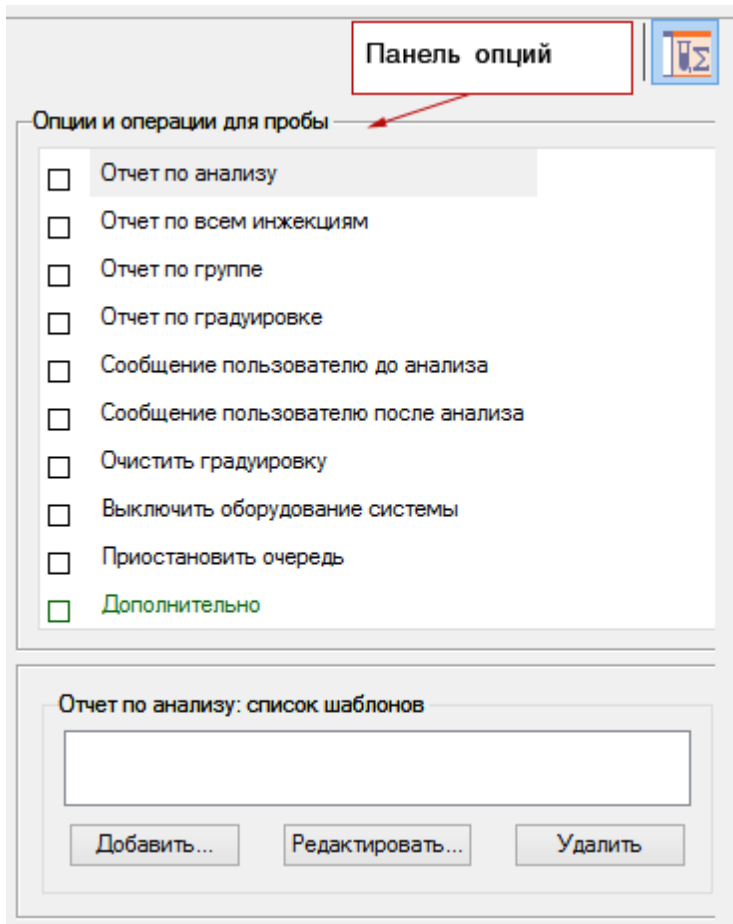 Панель опций
Опции и операции для пробы
Отчет по анализу
Отчет по всем инжекциям
Отчет по группе
Отчет по градуировке
Сообщение пользователю до анализа
Сообщение пользователю после анализа
Очистить градуировку
Выключить оборудование системы
Приостановить очередь
Дополнительно
Отчет по анализу: список шаблонов
Добавить... Редактировать... Удалить